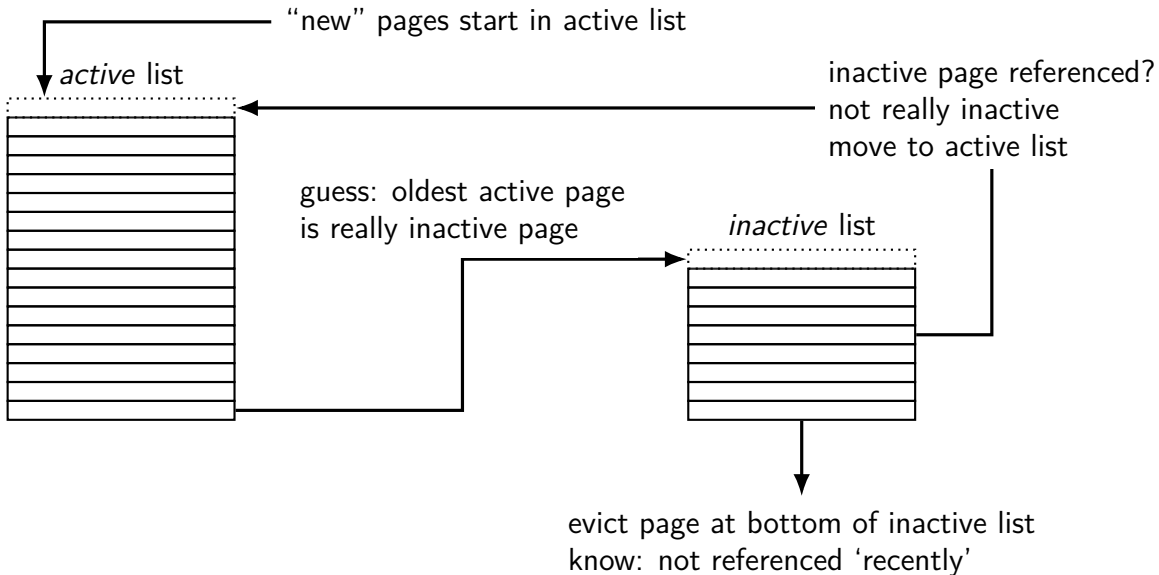 “new” pages start in active list
active list
inactive page referenced?
not really inactive
move to active list
guess: oldest active page
is really inactive page
inactive list
evict page at bottom of inactive list
know: not referenced ‘recently’